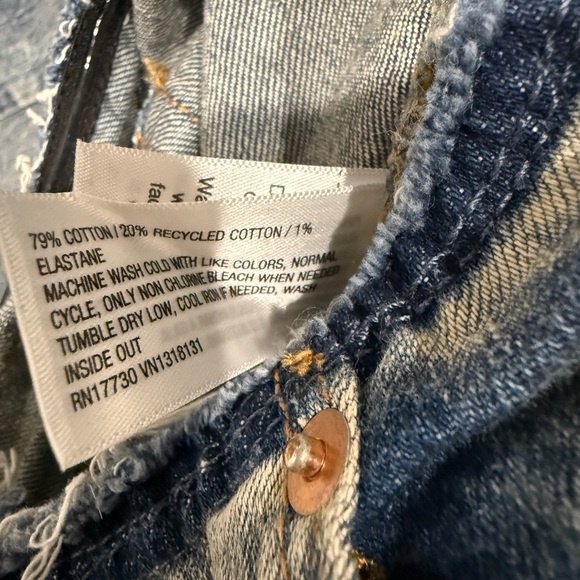 79% COTTON / 20% RECYCLED COTTON / 1%
ELASTANE
MACHINE WASH COLD WITH LIKE COLORS, NORMAL
CYCLE, ONLY NON CHLORINE BLEACH WHEN NEEDED
TUMBLE DRY LOW, COOL IRON IF NEEDED, WASH
INSIDE OUT
RN17730 VN1318131